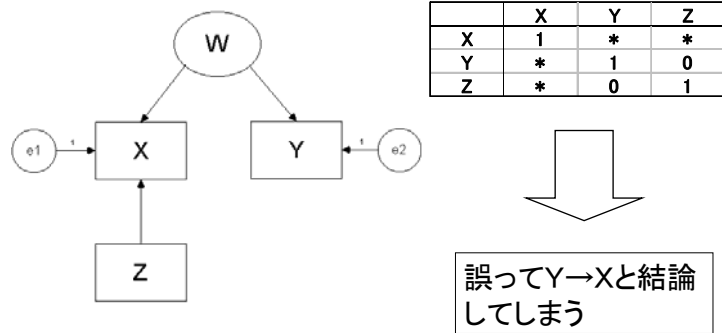 W
e1
1
X
Y
1
e2
Z
X Y Z
X 1 * *
Y * 1 0
Z * 0 1
誤ってY→Xと結論
してしまう